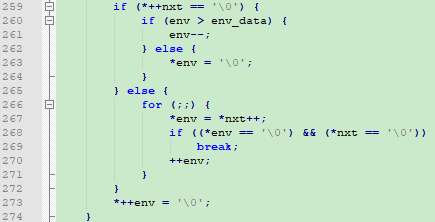 259 if (*++nxt == '\0') {
260 if (env > env_data) {
261 env--;
262 } else {
263 *env = '\0';
264 }
265 } else {
266 for (;;) {
267 *env = *nxt++;
268 if ((*env == '\0') && (*nxt == '\0'))
269 break;
270 ++env;
271 }
272 }
273 *++env = '\0';
274 }